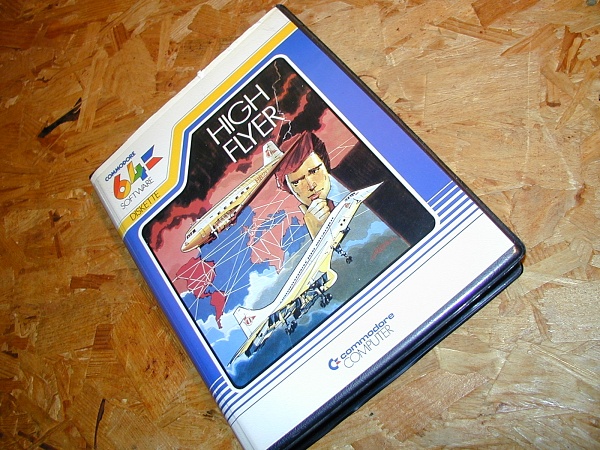 COMMODORE
64
SOFTWARE
DISKETTE
HIGH
FLYER
commodore
COMPUTER